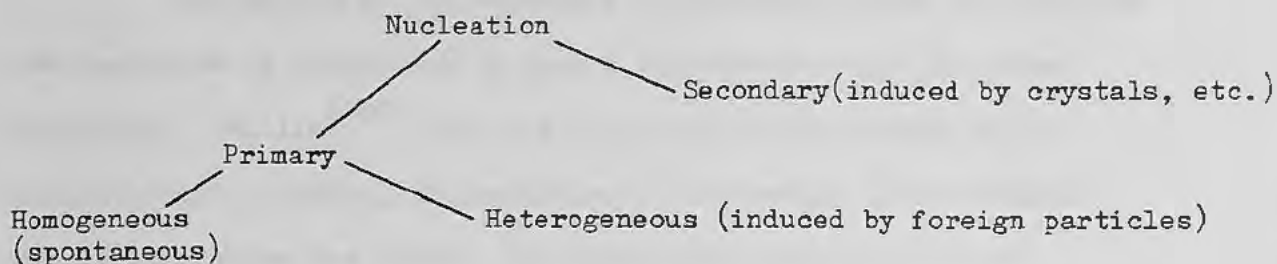 Nucleation
Secondary(induced by crystals, etc.)
Primary
Homogeneous
(spontaneous)
Heterogeneous (induced by foreign particles)